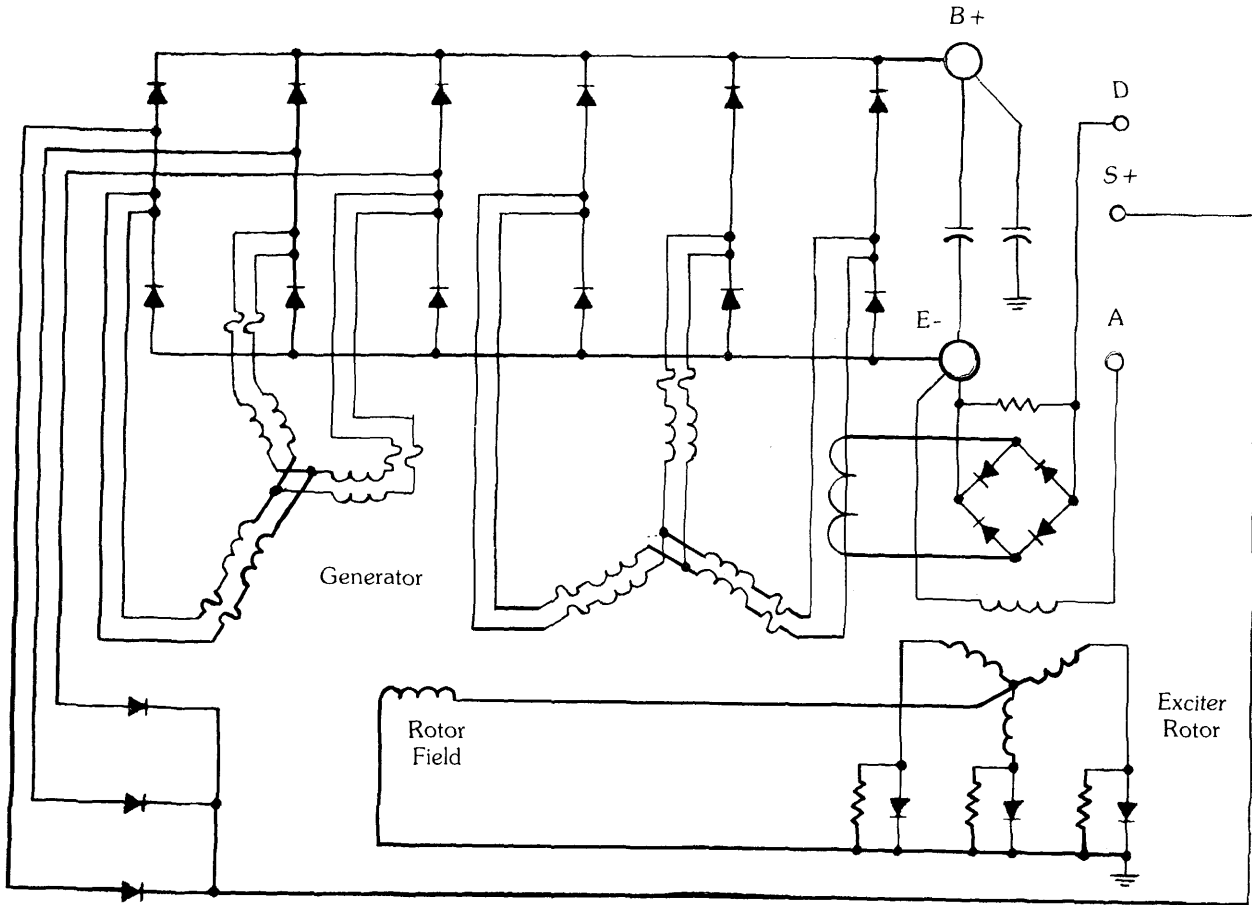 B+
D
S+
E-
A
Generator
Rotor
Field
Exciter
Rotor